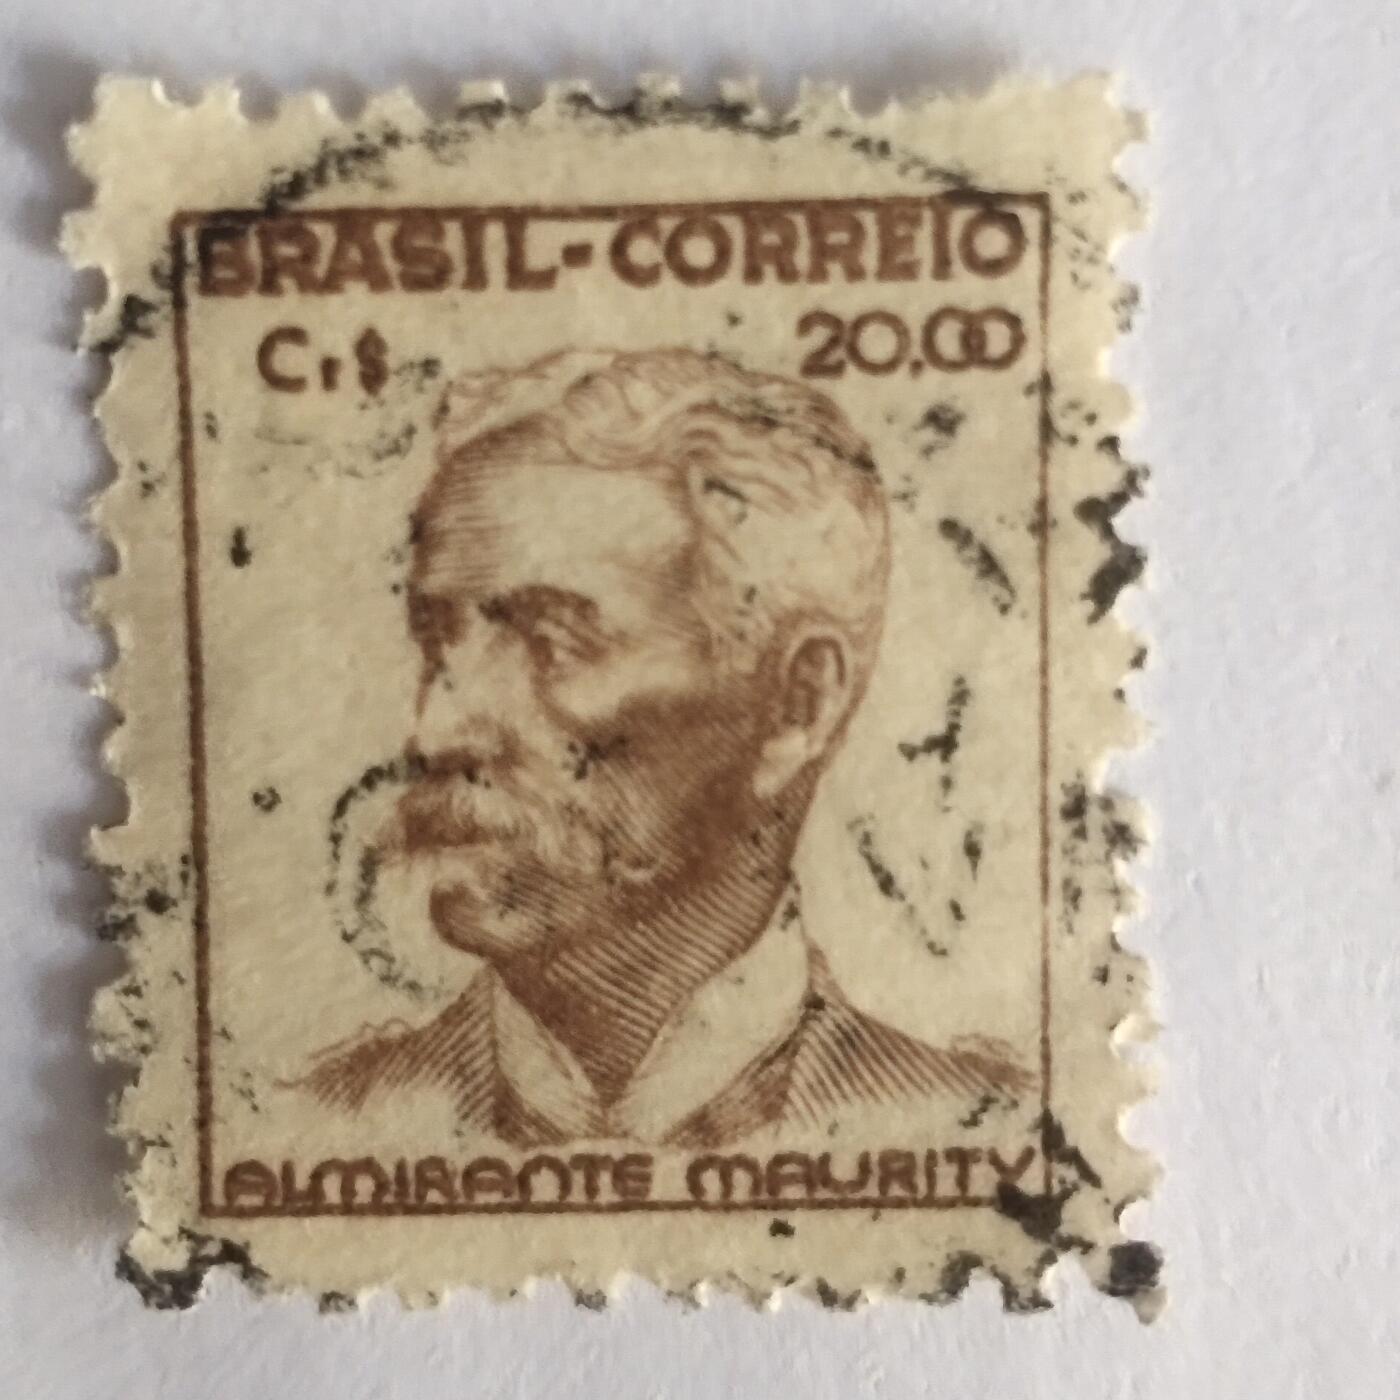 BRASIL-CORREIO
Cr$ 20,00
ALMIRANTE MAURITY